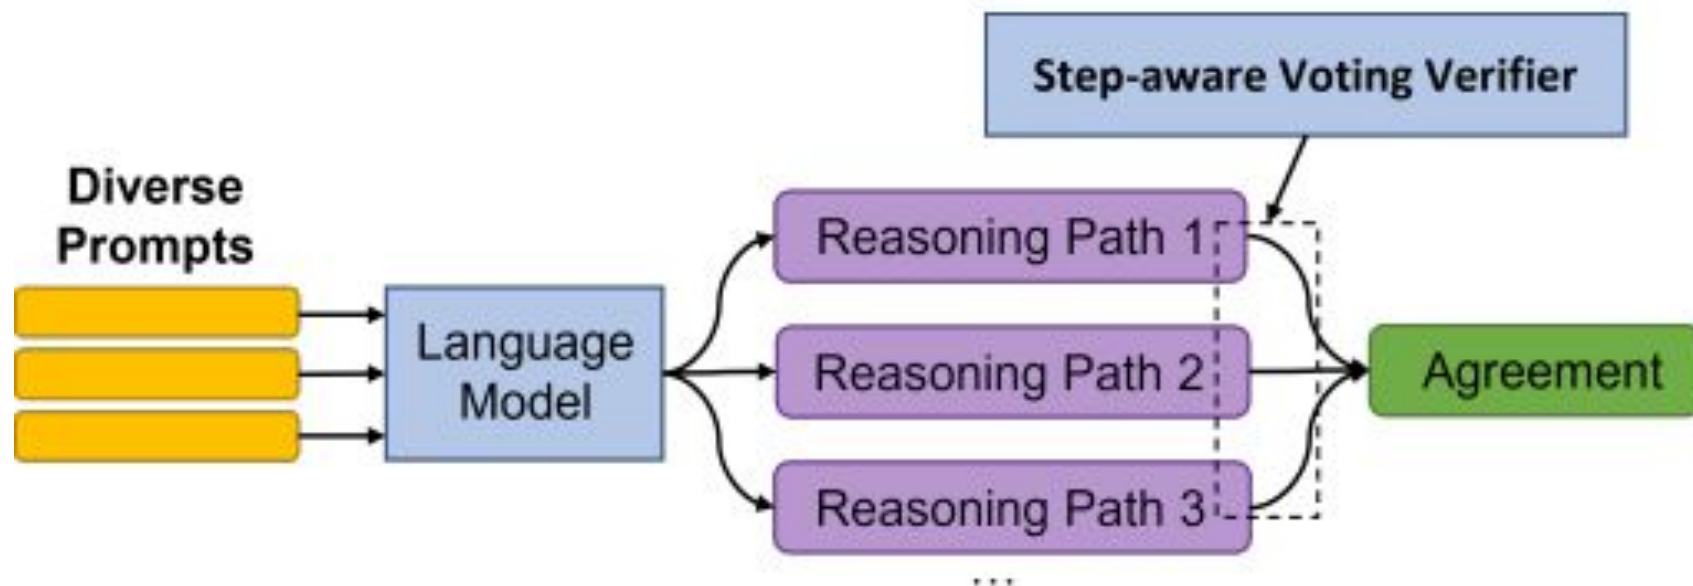 Step-aware Voting Verifier
Diverse
Prompts
Language
Model
Reasoning Path 1
Reasoning Path 2
Reasoning Path 3
...
Agreement